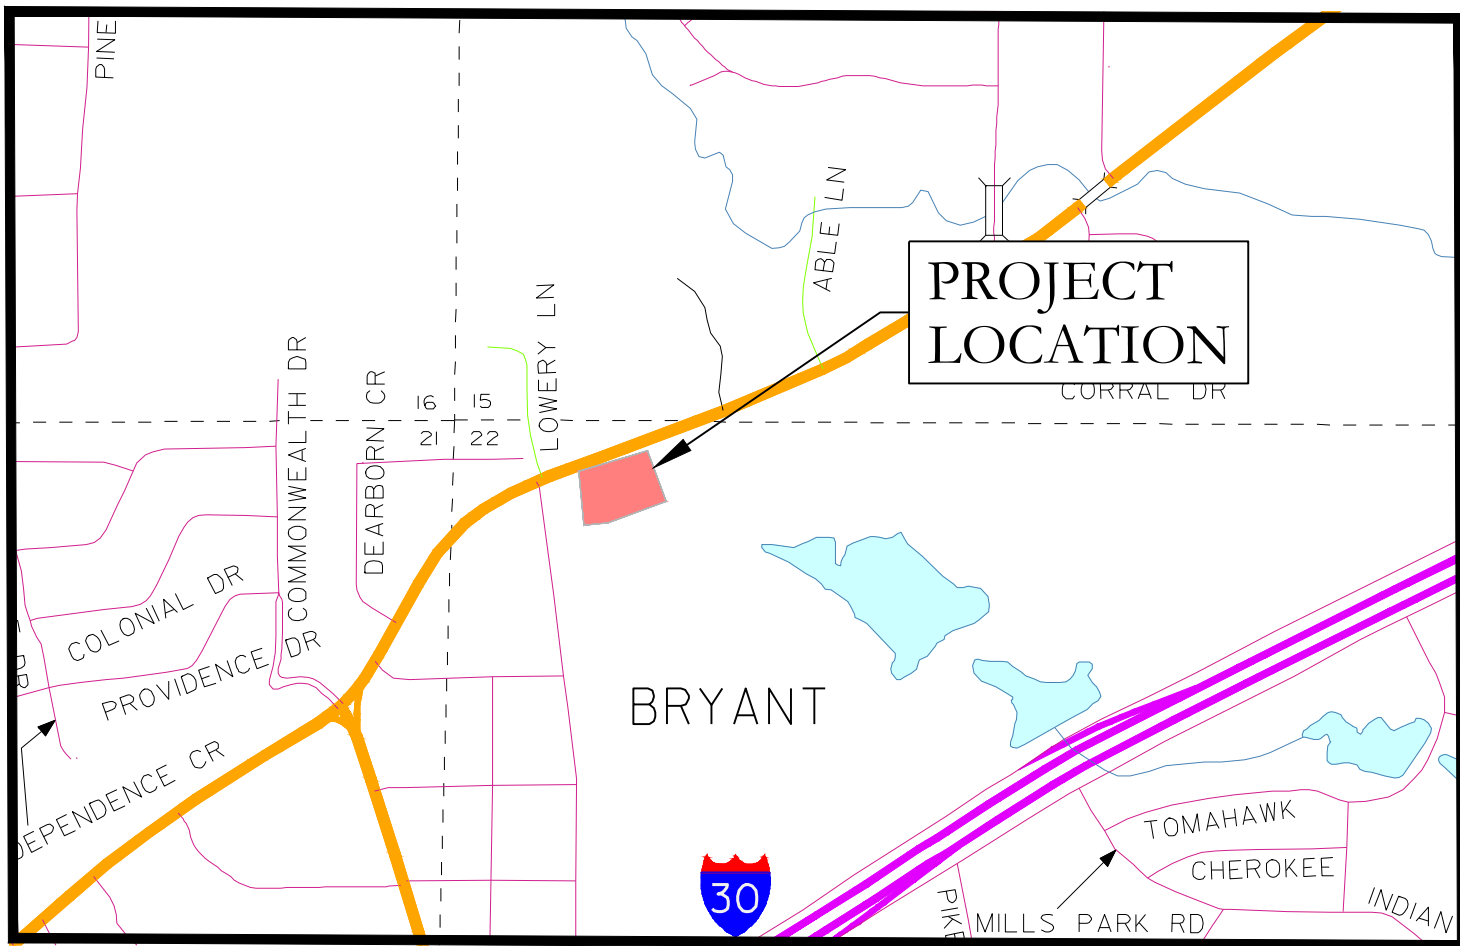 PINE
ABLE LN
PROJECT
LOCATION
CORRAL DR
LOWERY LN
COMMONWEALTH DR
DEARBORN CR
16 15
21 22
COLONIAL DR
PROVIDENCE DR
DR
BRYANT
DEPENDENCE CR
TOMAHAWK
CHEROKEE
30
PIKE
MILLS PARK RD
INDIAN